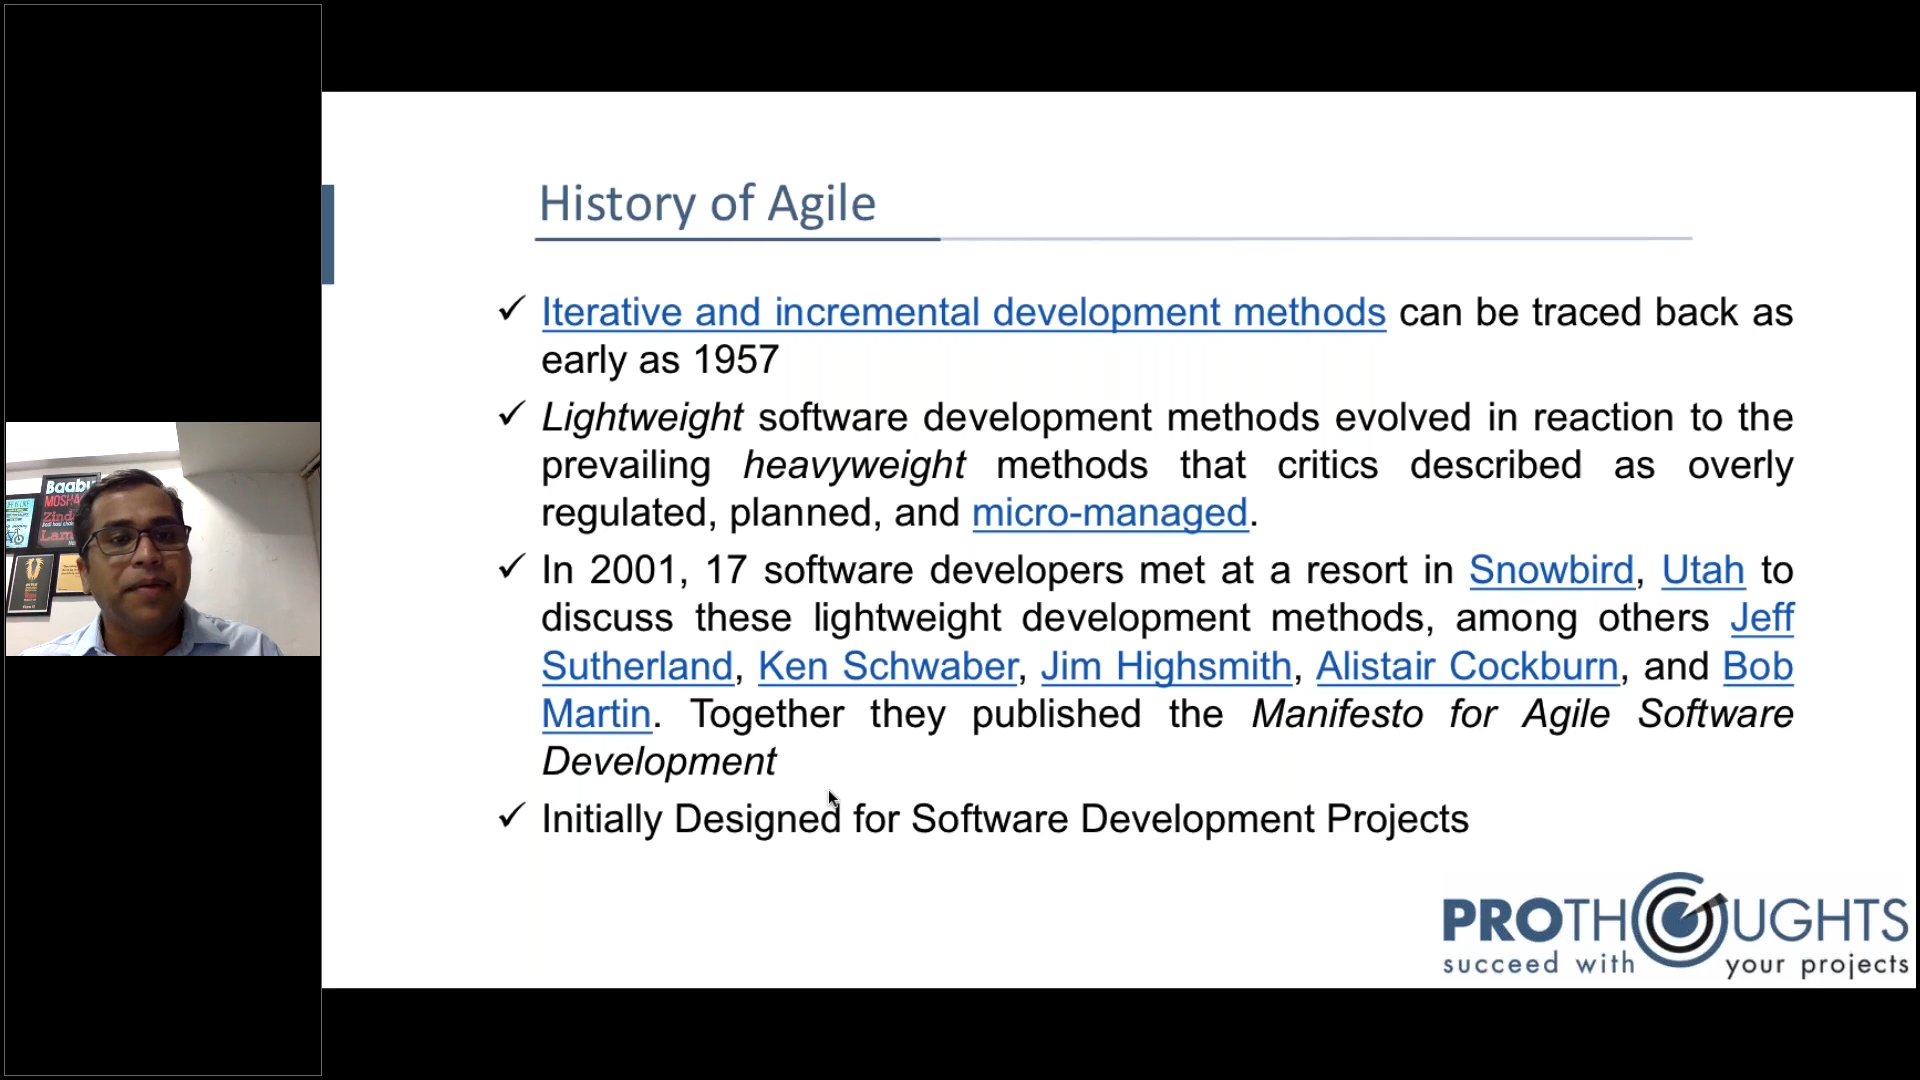 History of Agile
✓ Iterative and incremental development methods can be traced back as
early as 1957
✓ Lightweight software development methods evolved in reaction to the
prevailing heavyweight methods that critics described as overly
regulated, planned, and micro-managed.
✓ In 2001, 17 software developers met at a resort in Snowbird, Utah to
discuss these lightweight development methods, among others Jeff
Sutherland, Ken Schwaber, Jim Highsmith, Alistair Cockburn, and Bob
Martin. Together they published the Manifesto for Agile Software
Development
✓ Initially Designed for Software Development Projects
PROTHOUGHTS
succeed with your projects
Baabu
MOSHA
Zind
Lam